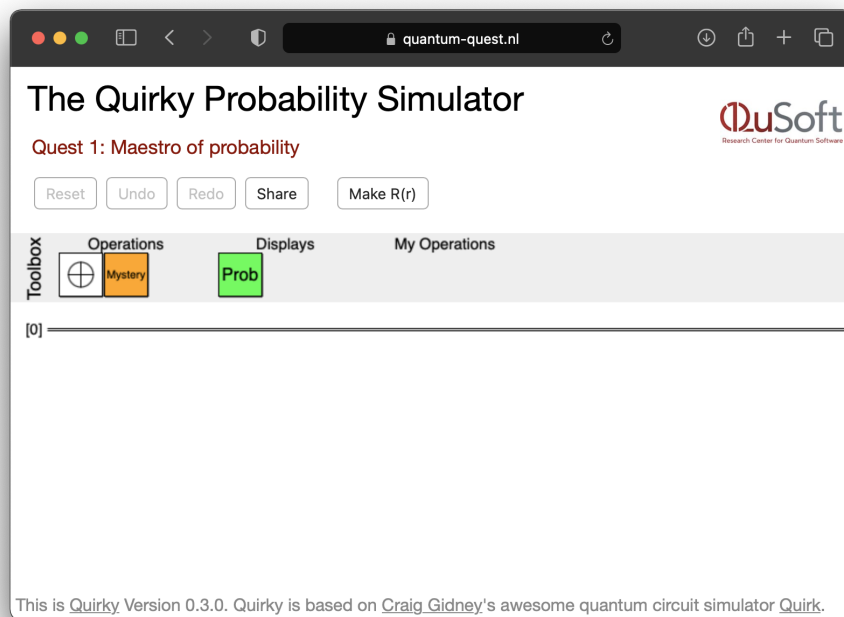 quantum-quest.nl
The Quirky Probability Simulator
QuSoft
Research Center for Quantum Software
Quest 1: Maestro of probability
Reset Undo Redo Share Make R(r)
Toolbox
Operations Displays My Operations
Mystery Prob
[0]
This is Quirky Version 0.3.0. Quirky is based on Craig Gidney's awesome quantum circuit simulator Quirk.